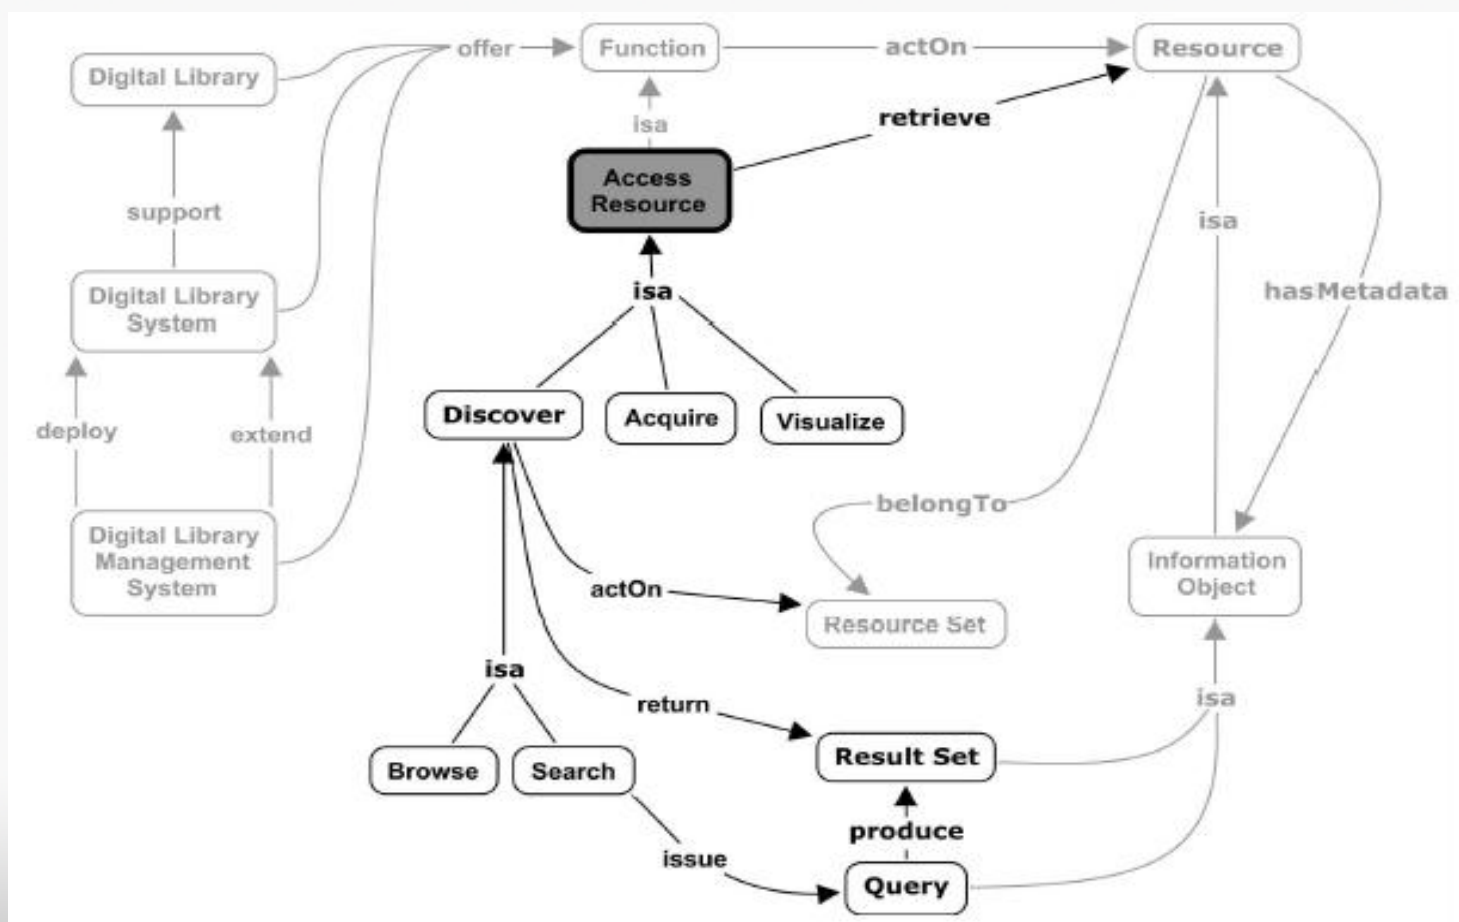 offer
Function
actOn
Resource
Digital Library
retrieve
isa
Access
Resource
support
isa
Digital Library
System
isa
hasMetadata
Discover
Acquire
Visualize
deploy
extend
belongTo
Digital Library
Management
System
Information
Object
actOn
Resource Set
isa
return
isa
Result Set
Browse
Search
produce
issue
Query